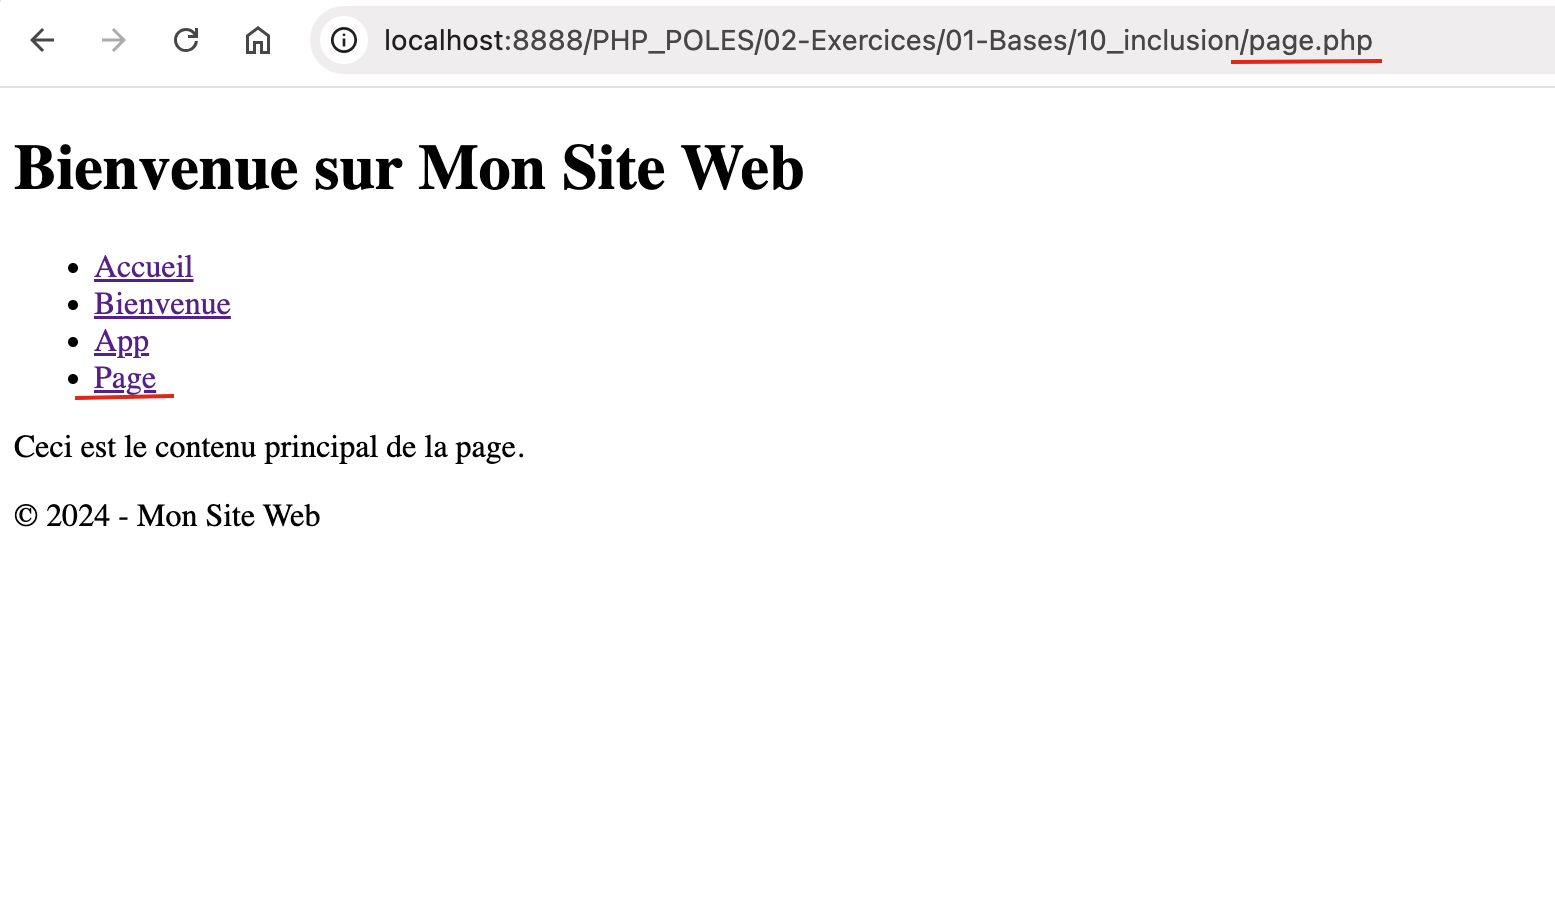 localhost:8888/PHP_POLES/02-Exercices/01-Bases/10_inclusion/page.php
Bienvenue sur Mon Site Web
Accueil
Bienvenue
App
Page
Ceci est le contenu principal de la page.
© 2024 - Mon Site Web